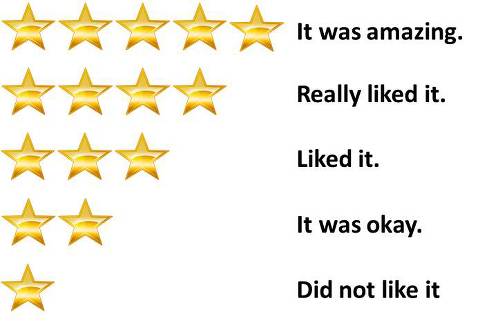 It was amazing.
Really liked it.
Liked it.
It was okay.
Did not like it